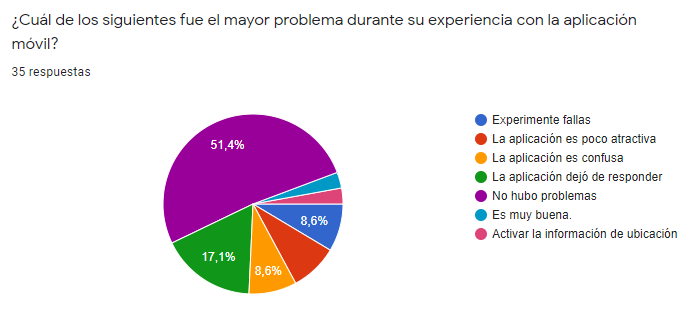 ¿Cuál de los siguientes fue el mayor problema durante su experiencia con la aplicación
móvil?
35 respuestas
51,4%
8,6%
17,1%
8,6%
Experimente fallas
La aplicación es poco atractiva
La aplicación es confusa
La aplicación dejó de responder
No hubo problemas
Es muy buena.
Activar la información de ubicación